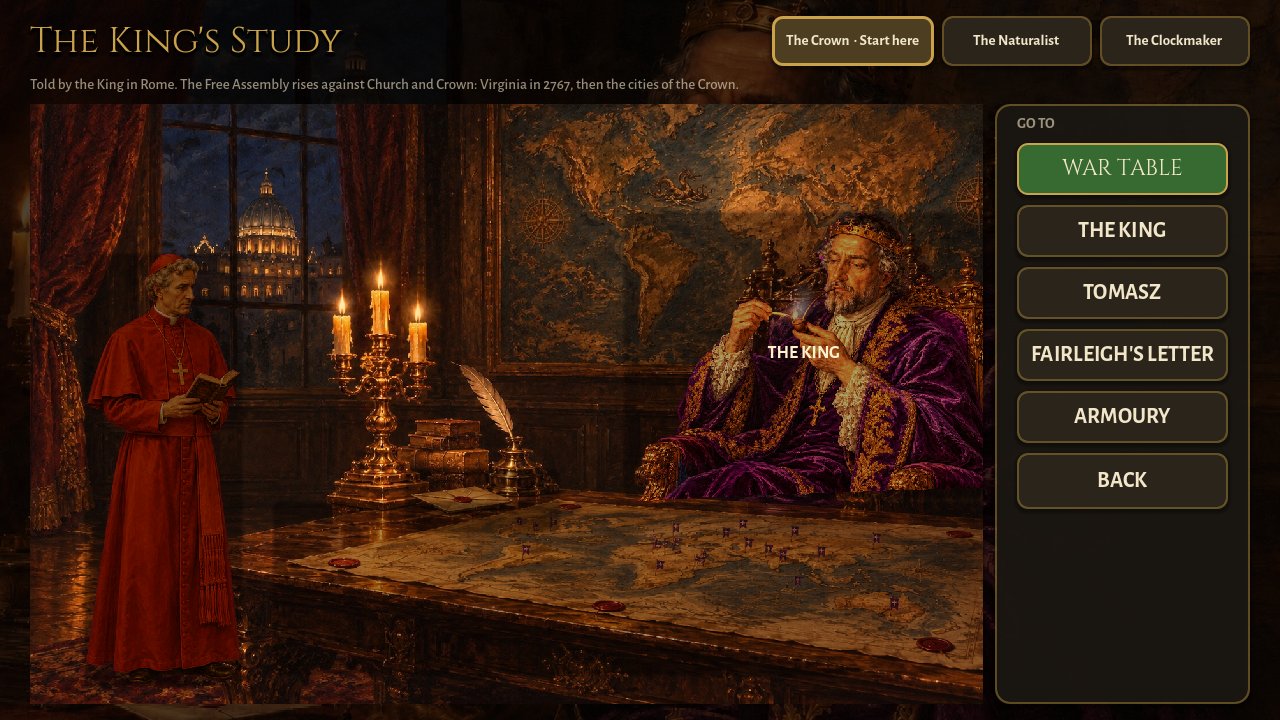 The King's Study
The Crown · Start here
The Naturalist
The Clockmaker
Told by the King in Rome. The Free Assembly rises against Church and Crown: Virginia in 2767, then the cities of the Crown.
GO TO
WAR TABLE
THE KING
TOMASZ
FAIRLEIGH'S LETTER
ARMOURY
BACK
THE KING